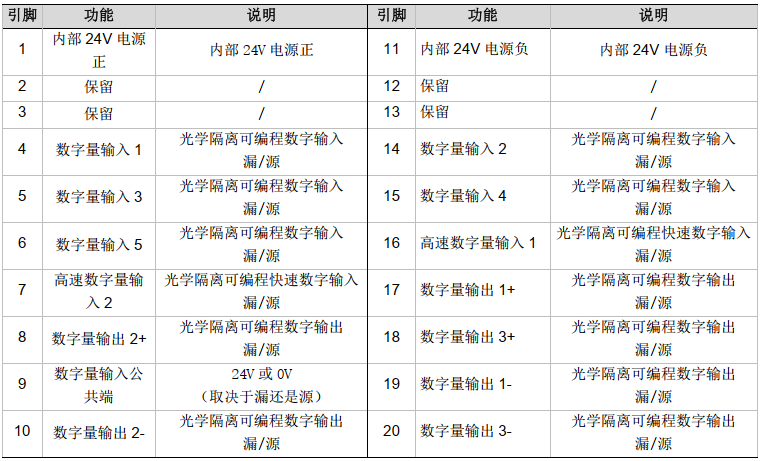 引脚 功能 说明 引脚 功能 说明
1 内部 24V 电源正 内部 24V 电源正 11 内部 24V 电源负 内部 24V 电源负
2 保留 / 12 保留 /
3 保留 / 13 保留 /
4 数字量输入 1 光学隔离可编程数字输入 漏/源 14 数字量输入 2 光学隔离可编程数字输入 漏/源
5 数字量输入 3 光学隔离可编程数字输入 漏/源 15 数字量输入 4 光学隔离可编程数字输入 漏/源
6 数字量输入 5 光学隔离可编程数字输入 漏/源 16 高速数字量输入 1 光学隔离可编程快速数字输入 漏/源
7 高速数字量输入 2 光学隔离可编程快速数字输入 漏/源 17 数字量输出 1+ 光学隔离可编程数字输出 漏/源
8 数字量输出 2+ 光学隔离可编程数字输出 漏/源 18 数字量输出 3+ 光学隔离可编程数字输出 漏/源
9 数字量输入公共端 24V 或 0V （取决于漏还是源） 19 数字量输出 1- 光学隔离可编程数字输出 漏/源
10 数字量输出 2- 光学隔离可编程数字输出 漏/源 20 数字量输出 3- 光学隔离可编程数字输出 漏/源